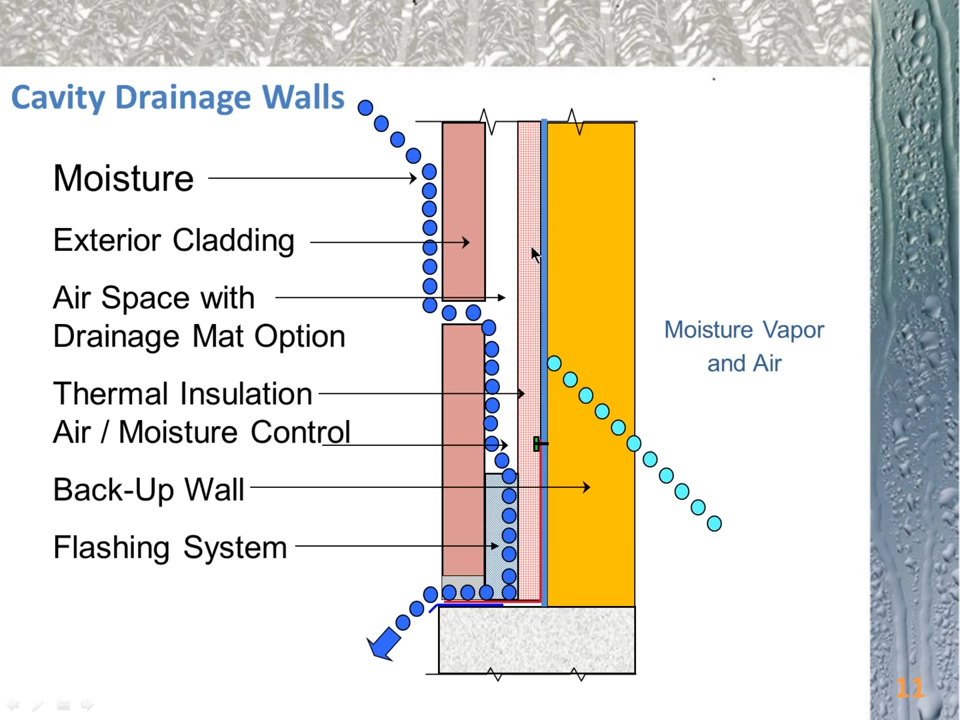 Cavity Drainage Walls
Moisture
Exterior Cladding
Air Space with
Drainage Mat Option
Thermal Insulation
Air / Moisture Control
Back-Up Wall
Flashing System
Moisture Vapor
and Air
11